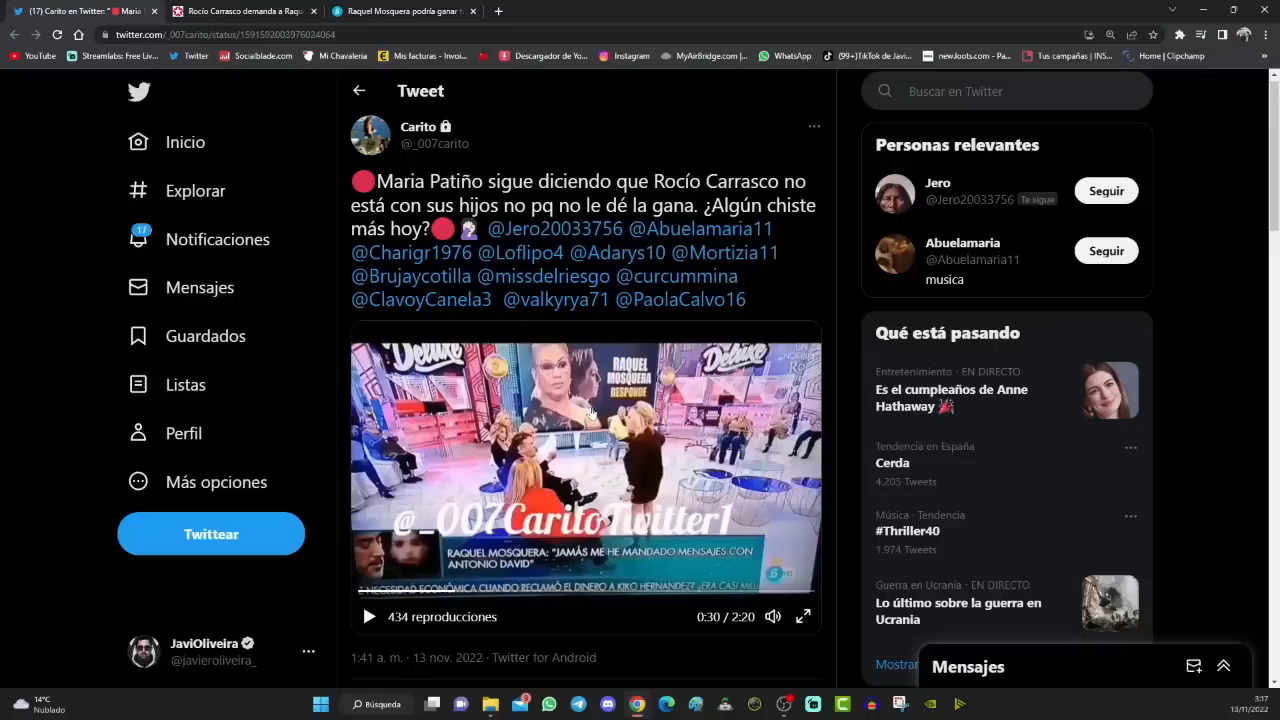 (17) Carito en Twitter: "🔴Maria
Rocío Carrasco demanda a Raqu
Raquel Mosquera podría ganar
twitter.com/_007carito/status/1591592003976024064
YouTube
Streamlabs: Free Liv...
Twitter
Socialblade.com
Mi Chavaleria
Mis facturas - Invoi...
Descargador de Yo...
Instagram
MyAirBridge.com |...
WhatsApp
(99+)TikTok de Javi...
new.loots.com - Pa...
Tus campañas | INS...
Home | Clipchamp
Inicio
Explorar
17
Notificaciones
Mensajes
Guardados
Listas
Perfil
Más opciones
Twittear
JaviOliveira
@javieroliveira_
Tweet
Carito
@_007carito
🔴Maria Patiño sigue diciendo que Rocío Carrasco no
está con sus hijos no pq no le dé la gana. ¿Algún chiste
más hoy?🔴🤦🏻‍♀️ @Jero20033756 @Abuelamaria11
@Charigr1976 @Loflipo4 @Adarys10 @Mortizia11
@Brujaycotilla @missdelriesgo @curcummina
@ClavoyCanela3 @valkyrya71 @PaolaCalvo16
Deluxe
RAQUEL
MOSQUERA
RESPONDE
Deluxe
EN
NOMBRE
@_007CaritoTwitter1
RAQUEL MOSQUERA: "JAMÁS ME HE MANDADO MENSAJES CON
ANTONIO DAVID"
NECESIDAD ECONÓMICA CUANDO RECLAMÓ EL DINERO A KIKO HERNÁNDEZ? ¿ERA CASI MIL
434 reproducciones
0:30 / 2:20
1:41 a. m. · 13 nov. 2022 · Twitter for Android
Buscar en Twitter
Personas relevantes
Jero
@Jero20033756 Te sigue
Seguir
Abuelamaria
@Abuelamaria11
Seguir
musica
Qué está pasando
Entretenimiento · EN DIRECTO
Es el cumpleaños de Anne
Hathaway 🎉
Tendencia en España
Cerda
4.205 Tweets
Música · Tendencia
#Thriller40
1.974 Tweets
Guerra en Ucrania · EN DIRECTO
Lo último sobre la guerra en
Ucrania
Mostrar
Mensajes
14°C
Nublado
Búsqueda
9
3:17
13/11/2022